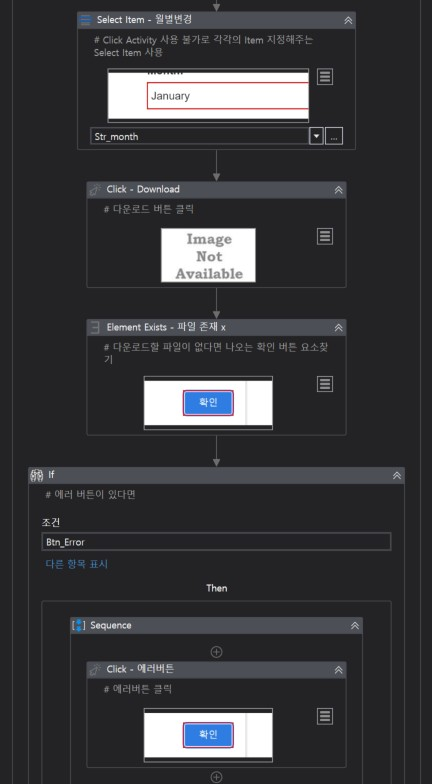 Select Item - 월별변경
# Click Activity 사용 불가로 각각의 Item 지정해주는
Select Item 사용
January
Str_month
...
Click - Download
# 다운로드 버튼 클릭
Image
Not
Available
Element Exists - 파일 존재 x
# 다운로드할 파일이 없다면 나오는 확인 버튼 요소찾
기
확인
If
# 에러 버튼이 있다면
조건
Btn_Error
다른 항목 표시
Then
Sequence
Click - 에러버튼
# 에러버튼 클릭
확인